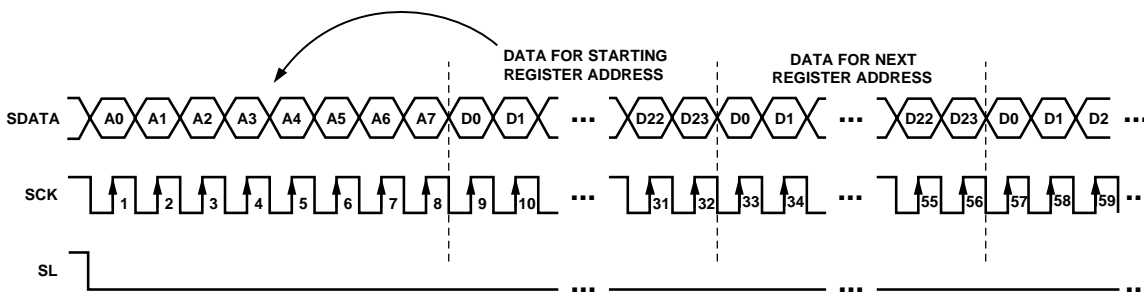 DATA FOR STARTING
REGISTER ADDRESS
DATA FOR NEXT
REGISTER ADDRESS
SDATA A0 A1 A2 A3 A4 A5 A6 A7 D0 D1 ... D22 D23 D0 D1 ... D22 D23 D0 D1 D2 ...
SCK 1 2 3 4 5 6 7 8 9 10 ... 31 32 33 34 ... 55 56 57 58 59 ...
SL ... ... ...